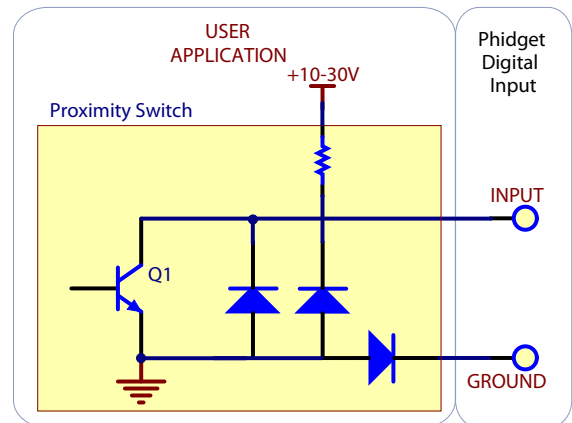 USER
APPLICATION
+10-30V
Phidget
Digital
Input
Proximity Switch
INPUT
Q1
GROUND